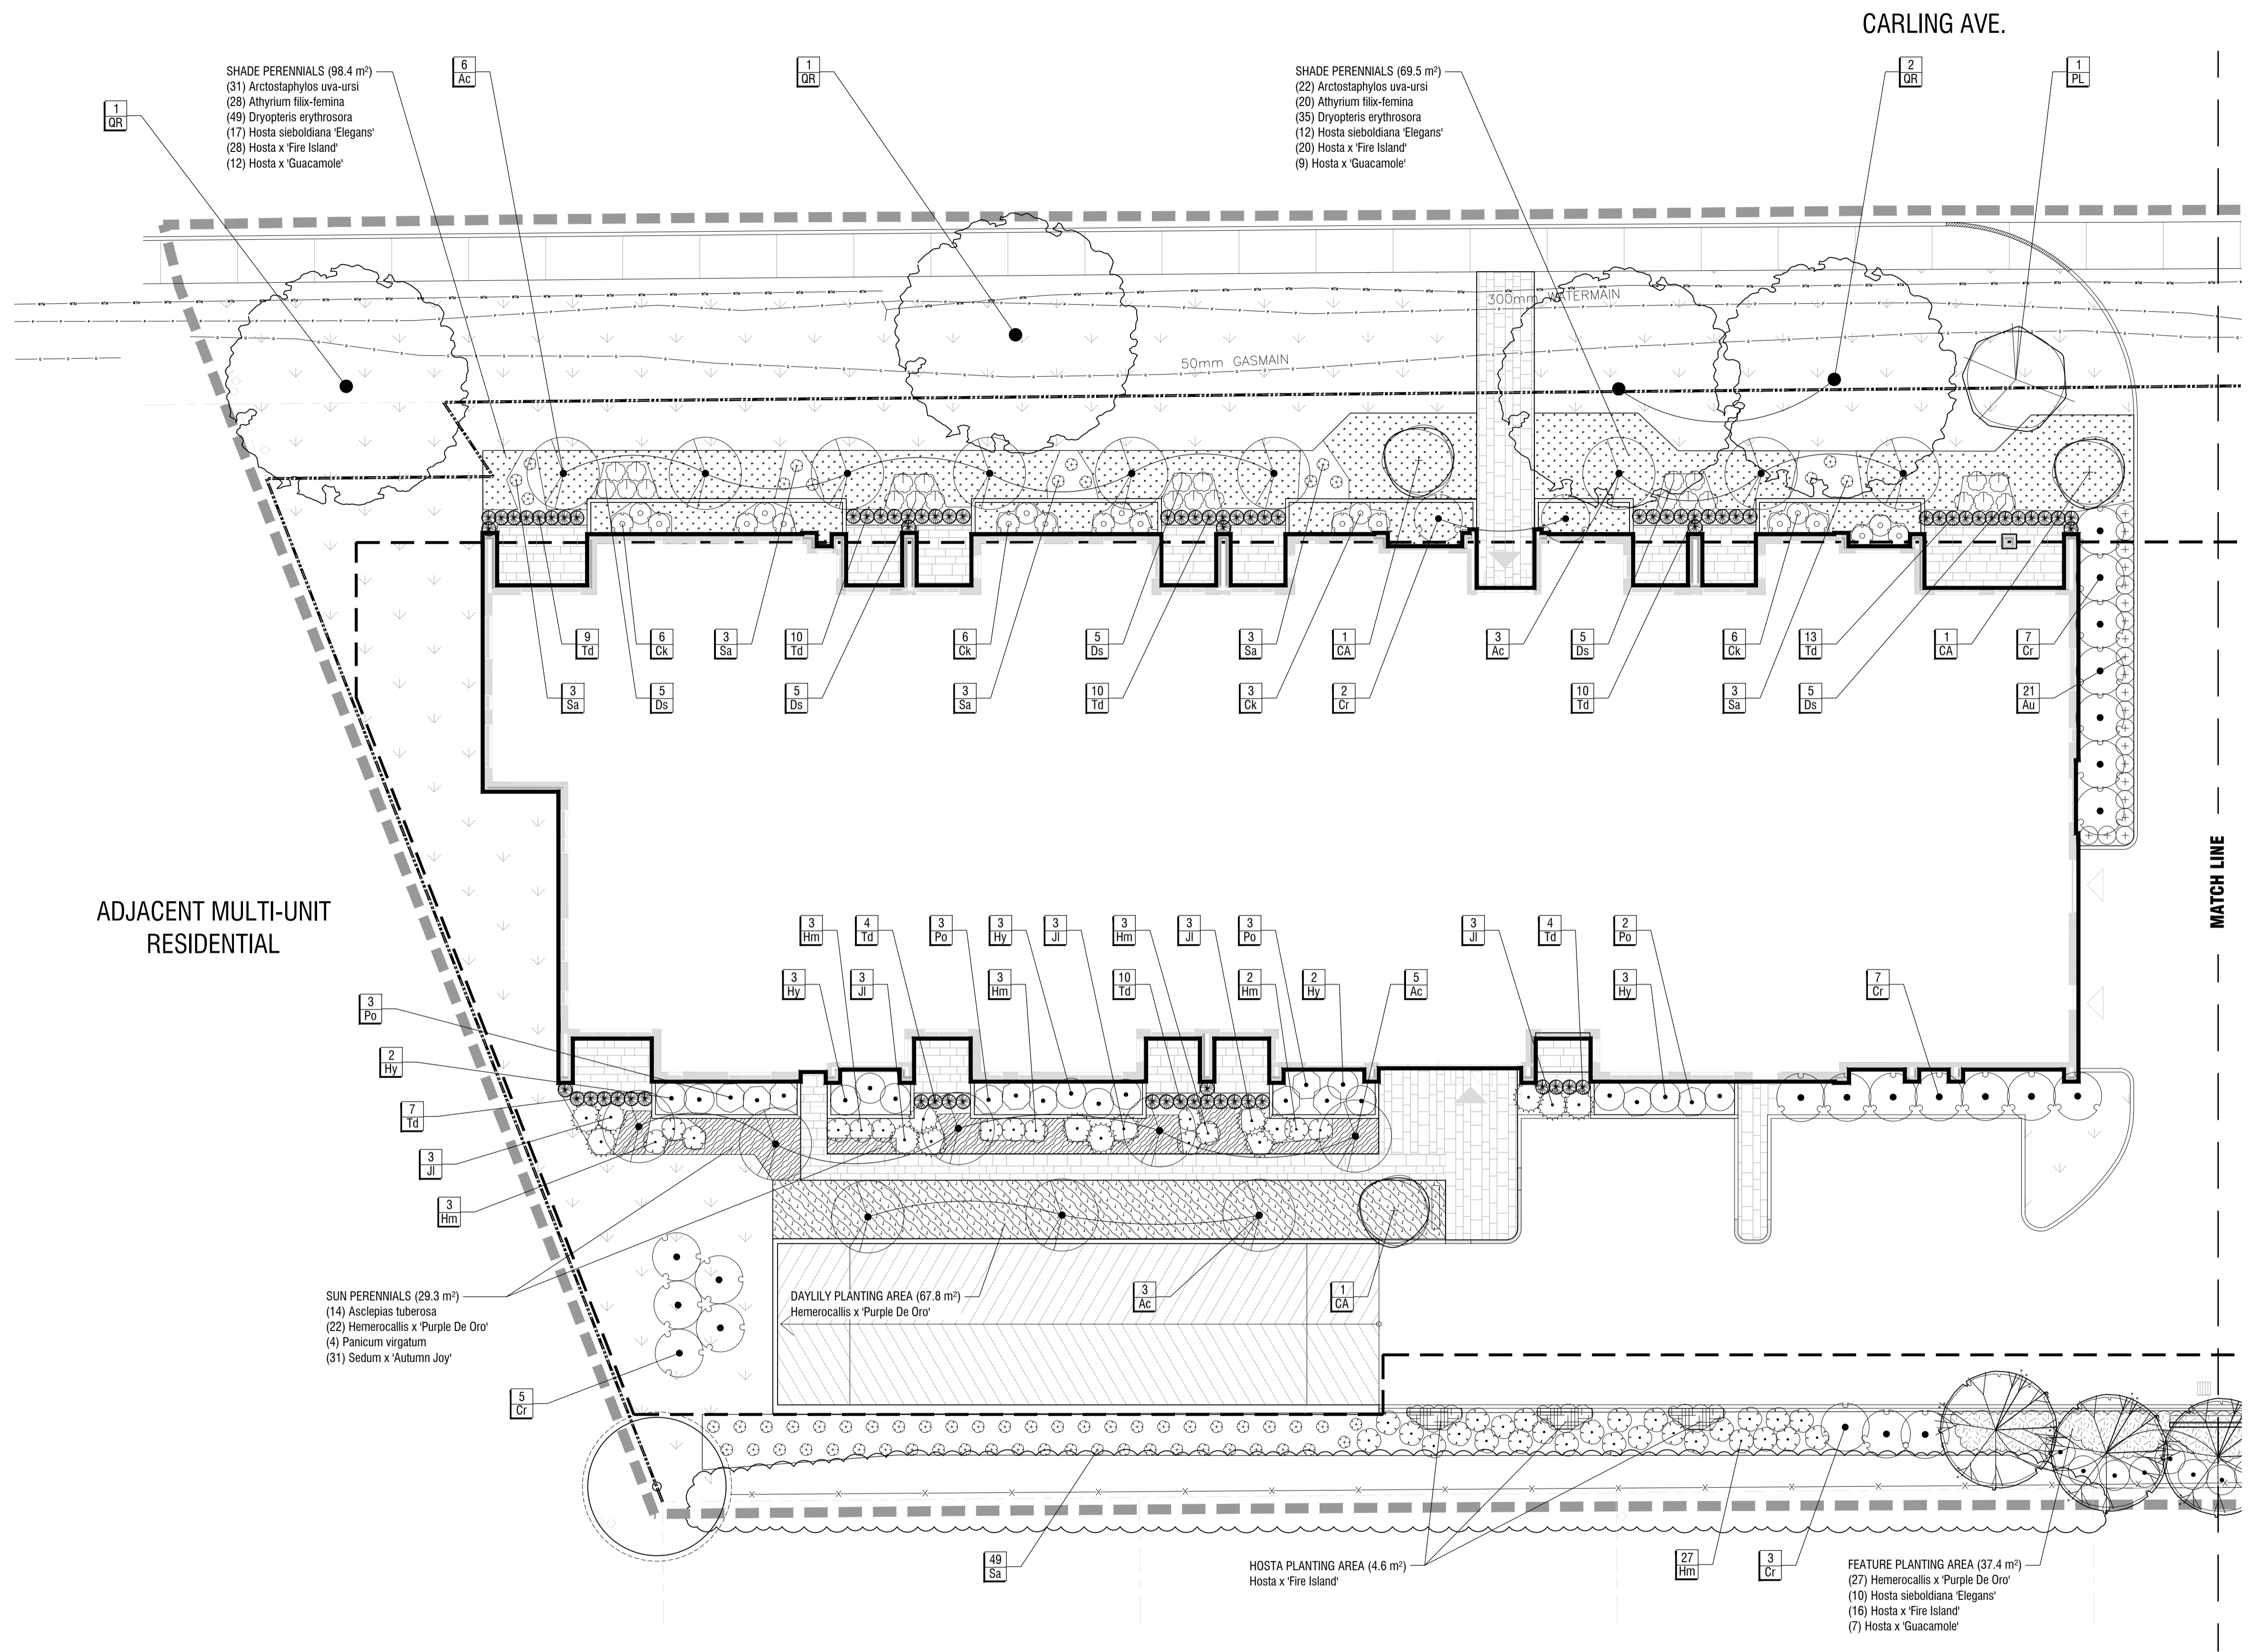 CARLING AVE.
SHADE PERENNIALS (98.4 m²)
(31) Arctostaphylos uva-ursi
(28) Athyrium filix-femina
(49) Dryopteris erythrosora
(17) Hosta sieboldiana 'Elegans'
(28) Hosta x 'Fire Island'
(12) Hosta x 'Guacamole'
6
Ac
1
QR
SHADE PERENNIALS (69.5 m²)
(22) Arctostaphylos uva-ursi
(20) Athyrium filix-femina
(35) Dryopteris erythrosora
(12) Hosta sieboldiana 'Elegans'
(20) Hosta x 'Fire Island'
(9) Hosta x 'Guacamole'
2
QR
1
PL
1
QR
300mm WATERMAIN
50mm GASMAIN
9
Td
6
Ck
3
Sa
10
Td
6
Ck
5
Ds
3
Sa
1
CA
3
Ac
5
Ds
6
Ck
13
Td
1
CA
7
Cr
3
Sa
5
Ds
5
Ds
3
Sa
10
Td
3
Ck
2
Cr
10
Td
3
Sa
5
Ds
21
Au
MATCH LINE
ADJACENT MULTI-UNIT
RESIDENTIAL
3
Hm
4
Td
3
Po
3
Hy
3
Jl
3
Hm
3
Jl
3
Po
3
Jl
4
Td
2
Po
3
Hy
3
Jl
3
Hm
10
Td
2
Hm
2
Hy
5
Ac
3
Hy
7
Cr
3
Po
2
Hy
7
Td
3
Jl
3
Hm
SUN PERENNIALS (29.3 m²)
(14) Asclepias tuberosa
(22) Hemerocallis x 'Purple De Oro'
(4) Panicum virgatum
(31) Sedum x 'Autumn Joy'
DAYLILY PLANTING AREA (67.8 m²)
Hemerocallis x 'Purple De Oro'
3
Ac
1
CA
5
Cr
49
Sa
HOSTA PLANTING AREA (4.6 m²)
Hosta x 'Fire Island'
27
Hm
3
Cr
FEATURE PLANTING AREA (37.4 m²)
(27) Hemerocallis x 'Purple De Oro'
(10) Hosta sieboldiana 'Elegans'
(16) Hosta x 'Fire Island'
(7) Hosta x 'Guacamole'